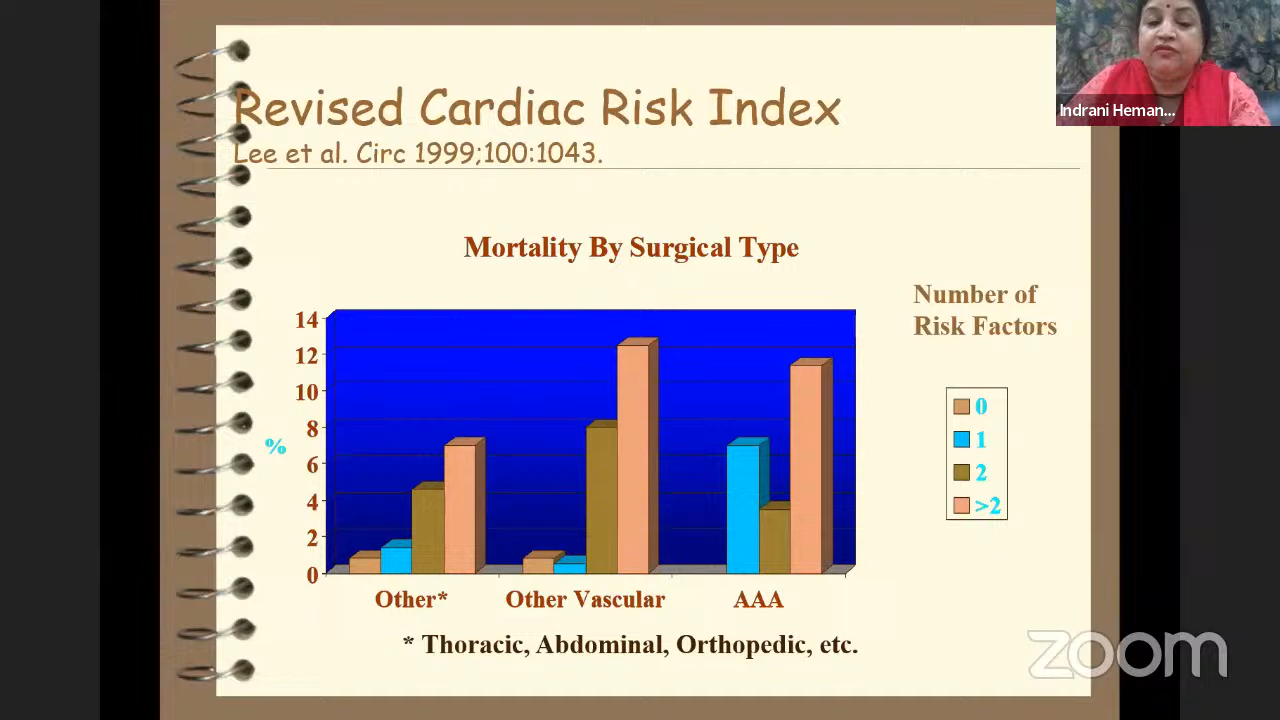 Revised Cardiac Risk Index
Lee et al. Circ 1999;100:1043.
Indrani Heman...
Mortality By Surgical Type
Number of
Risk Factors
14
12
10
8
%
6
4
2
0
0
1
2
>2
Other*
Other Vascular
AAA
* Thoracic, Abdominal, Orthopedic, etc.
zoom